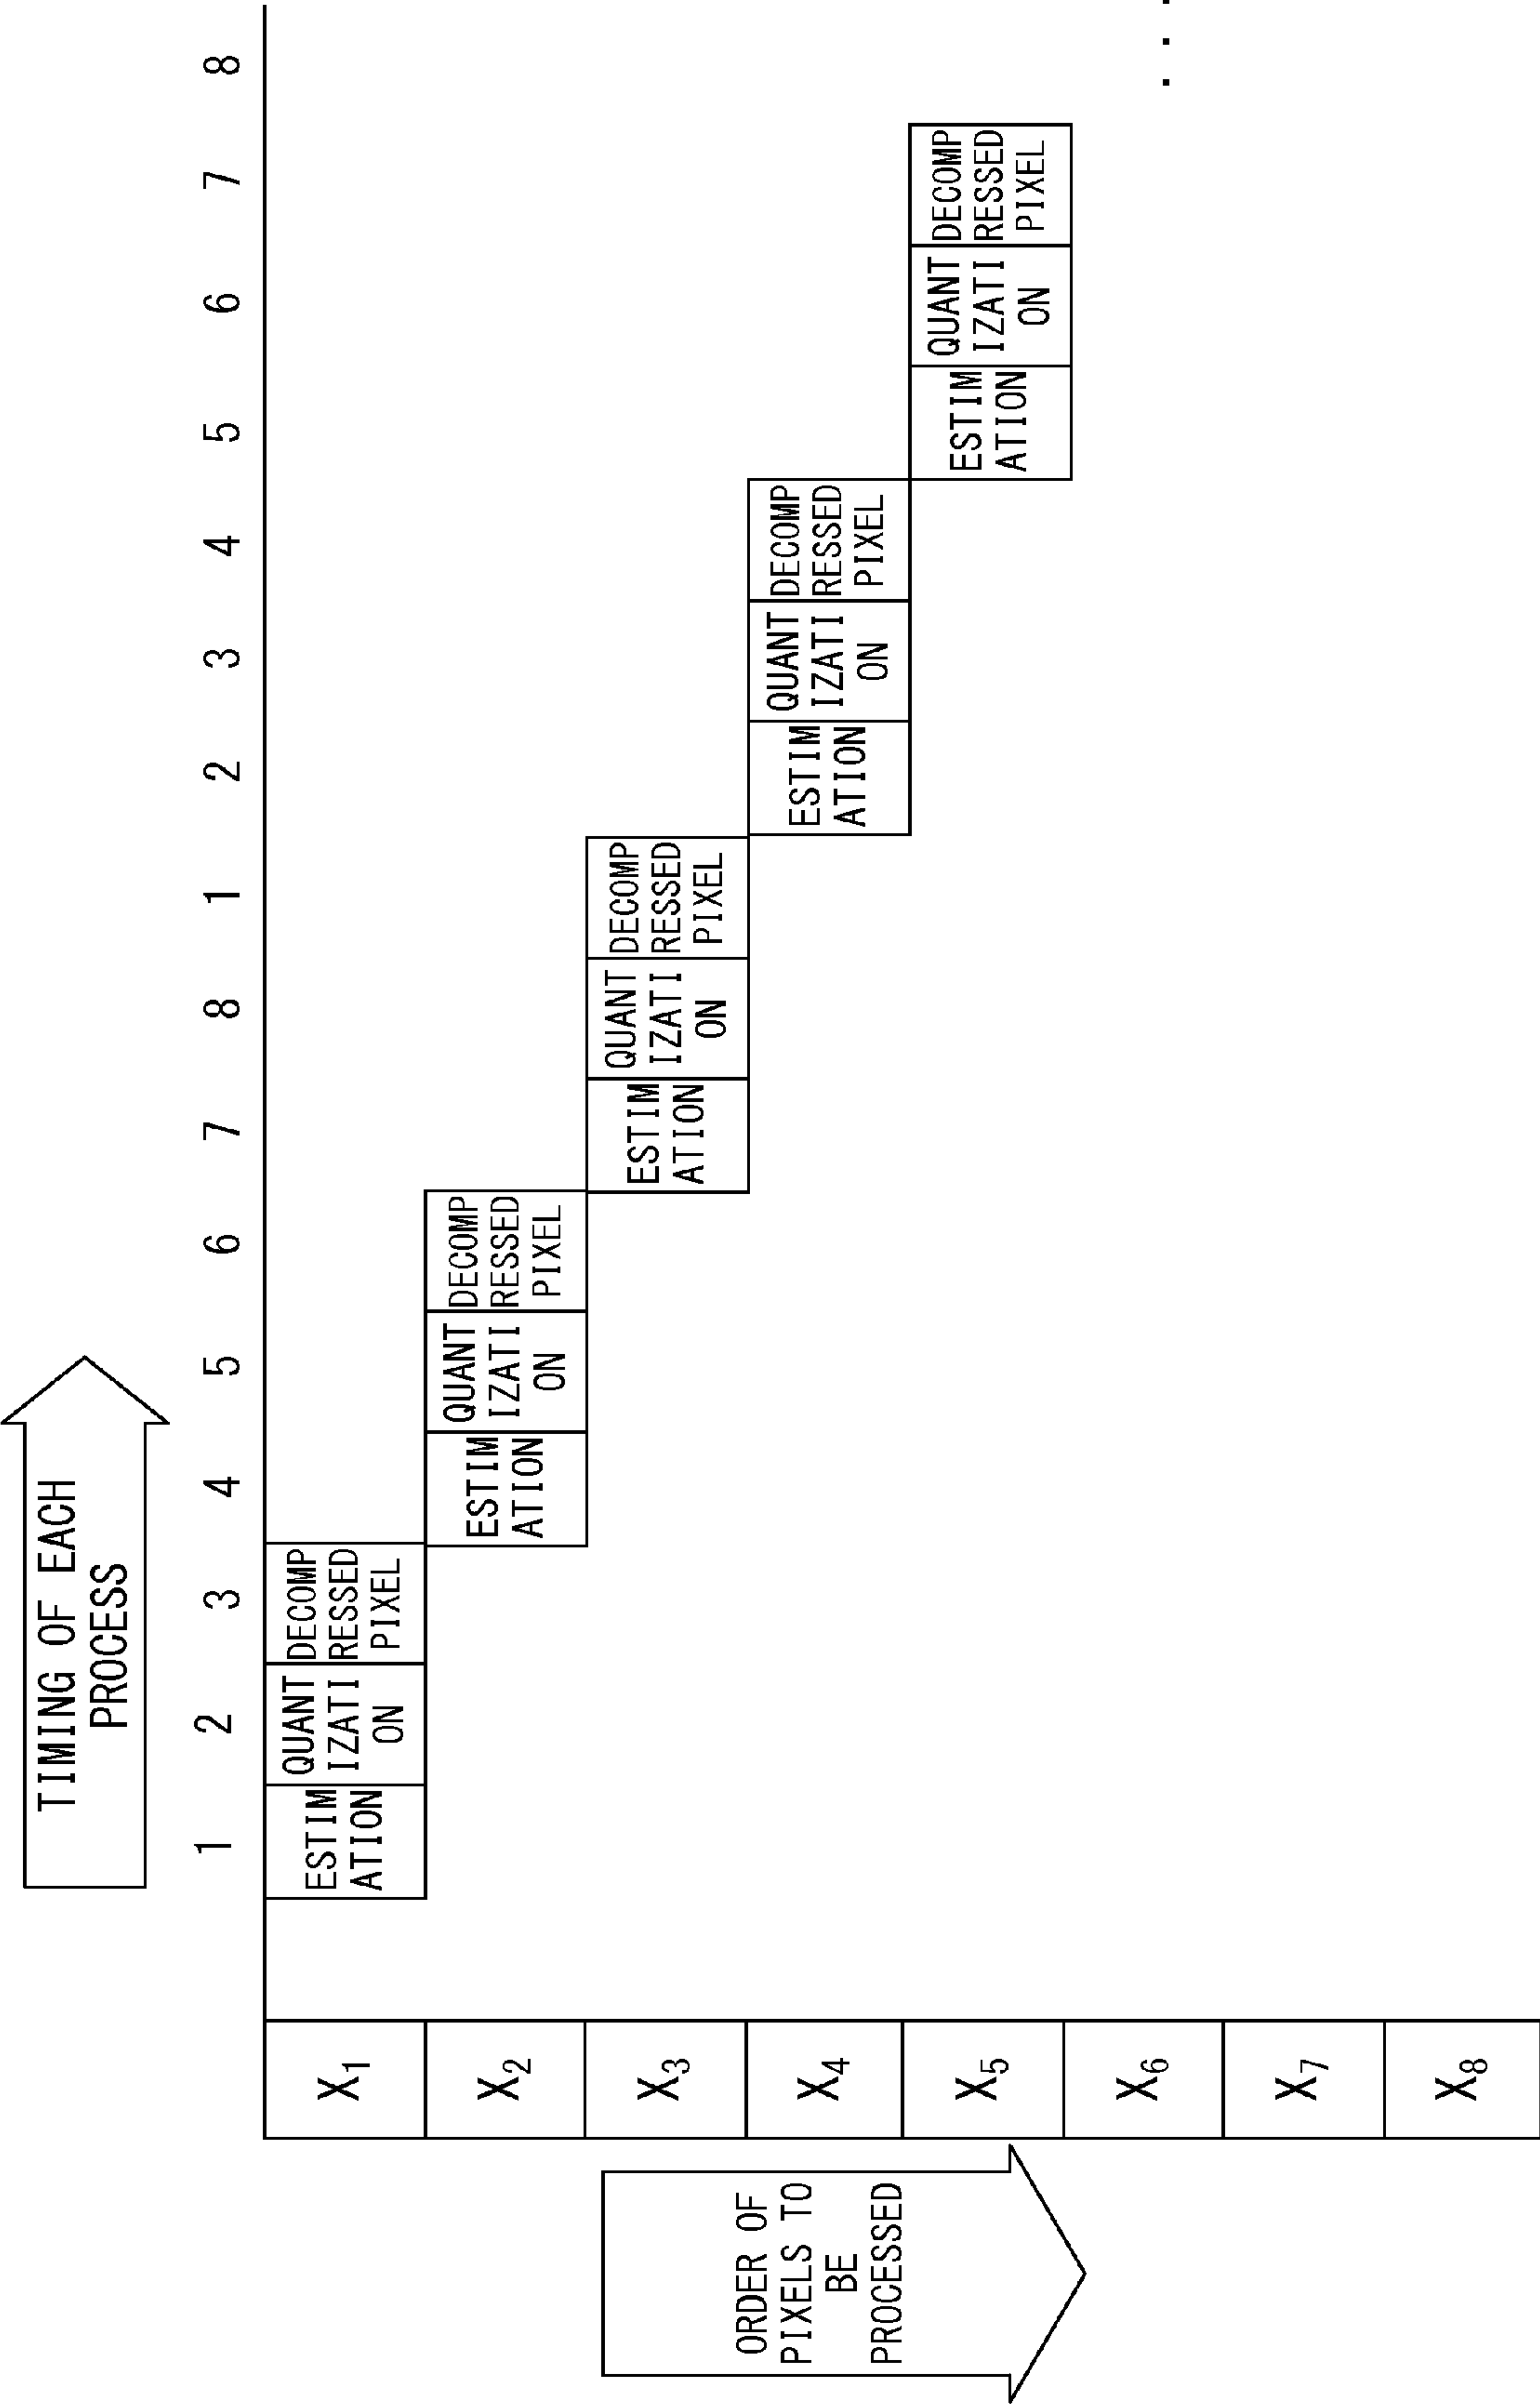 TIMING OF EACH
PROCESS
1 2 3 4 5 6 7 8 1 2 3 4 5 6 7 8
ORDER OF
PIXELS TO
BE
PROCESSED
X1
ESTIM
ATION
QUANT
IZATI
ON
DECOMP
RESSED
PIXEL
X2
ESTIM
ATION
QUANT
IZATI
ON
DECOMP
RESSED
PIXEL
X3
ESTIM
ATION
QUANT
IZATI
ON
DECOMP
RESSED
PIXEL
X4
ESTIM
ATION
QUANT
IZATI
ON
DECOMP
RESSED
PIXEL
X5
ESTIM
ATION
QUANT
IZATI
ON
DECOMP
RESSED
PIXEL
X6
...
X7
X8